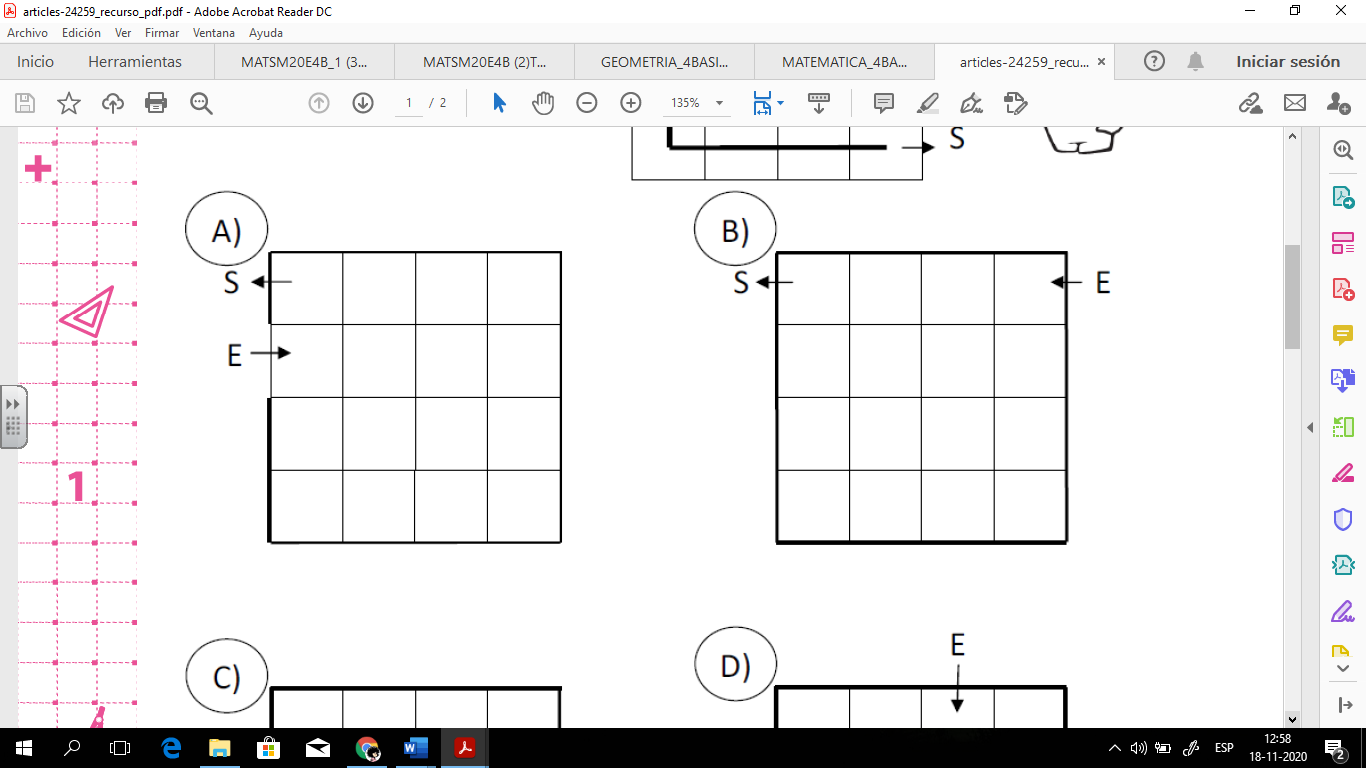 articles-24259_recurso_pdf.pdf - Adobe Acrobat Reader DC
Archivo Edición Ver Firmar Ventana Ayuda
Inicio Herramientas MATSM20E4B_1 (3... MATSM20E4B (2)T... GEOMETRIA_4BASI... MATEMATICA_4BA... articles-24259_recu... × Iniciar sesión
1 / 2 135%
S
A) B)
S S E
E
1
E
C) D)
12:58
ESP
18-11-2020
2